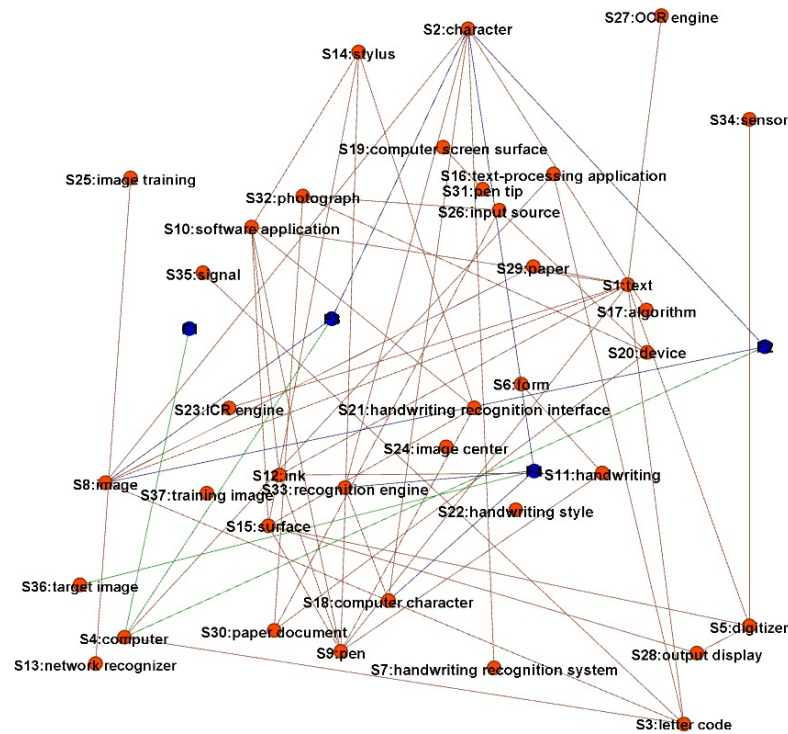 S27:OCR engine
S2:character
S14:stylus
S34:sensor
S19:computer screen surface
S16:text-processing application
S25:image training
S31:pen tip
S32:photograph
S26:input source
S10:software application
S29:paper
S35:signal
S1:text
S17:algorithm
S20:device
S6:form
S23:ICR engine
S21:handwriting recognition interface
S24:image center
S12:ink
S11:handwriting
S8:image
S33:recognition engine
S37:training image
S22:handwriting style
S15:surface
S36:target image
S18:computer character
S30:paper document
S5:digitizer
S4:computer
S9:pen
S28:output display
S13:network recognizer
S7:handwriting recognition system
S3:letter code